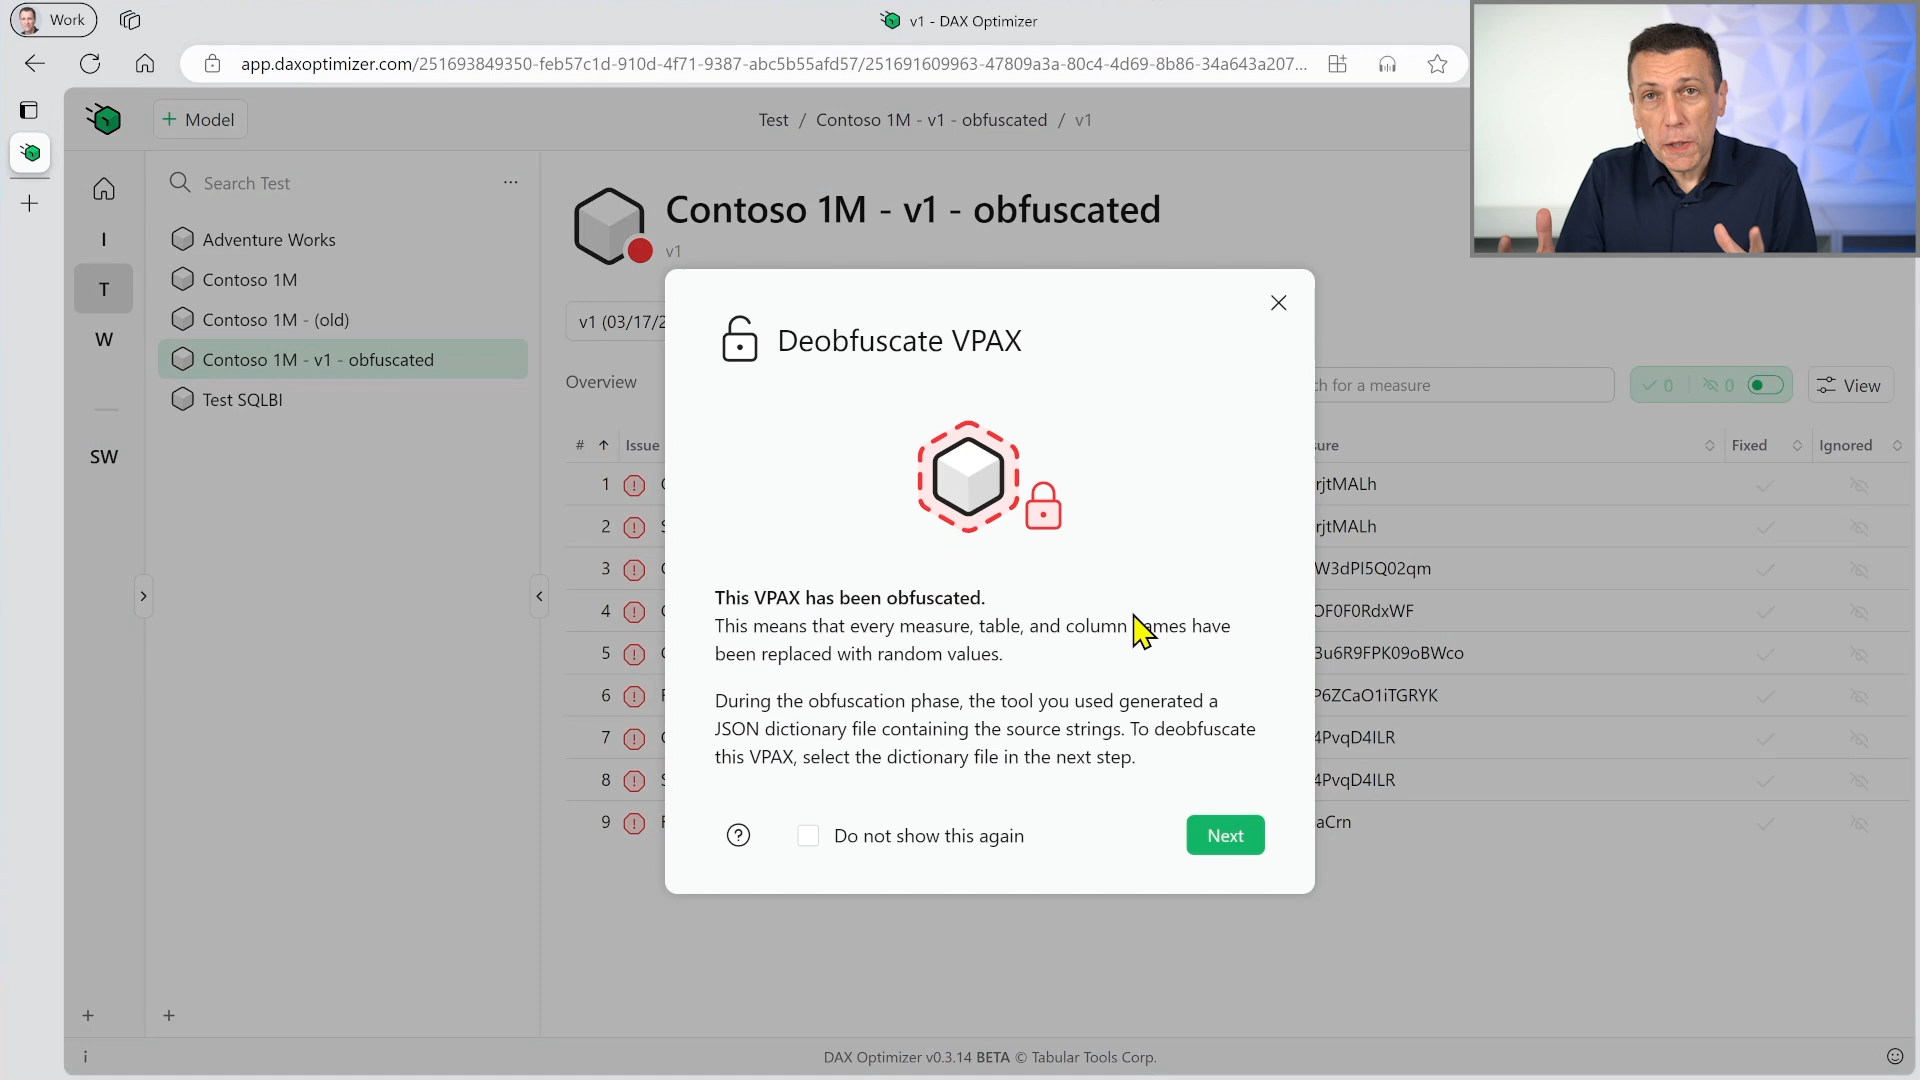 Work
v1 - DAX Optimizer
app.daxoptimizer.com/251693849350-feb57c1d-910d-4f71-9387-abc5b55afd57/251691609963-47809a3a-80c4-4d69-8b86-34a643a207...
+ Model
Test / Contoso 1M - v1 - obfuscated / v1
Search Test
...
I
T
W
SW
Adventure Works
Contoso 1M
Contoso 1M - (old)
Contoso 1M - v1 - obfuscated
Test SQLBI
Contoso 1M - v1 - obfuscated
v1
v1 (03/17/2
Overview
ch for a measure
0
0
View
# Issue
ure
Fixed
Ignored
1
rjtMALh
2
rjtMALh
3
W3dPI5Q02qm
4
OF0F0RdxWF
5
3u6R9FPK09oBWco
6
P6ZCaO1iTGRYK
7
4PvqD4ILR
8
4PvqD4ILR
9
aCrn
Deobfuscate VPAX
This VPAX has been obfuscated.
This means that every measure, table, and column names have
been replaced with random values.
During the obfuscation phase, the tool you used generated a
JSON dictionary file containing the source strings. To deobfuscate
this VPAX, select the dictionary file in the next step.
Do not show this again
Next
DAX Optimizer v0.3.14 BETA © Tabular Tools Corp.